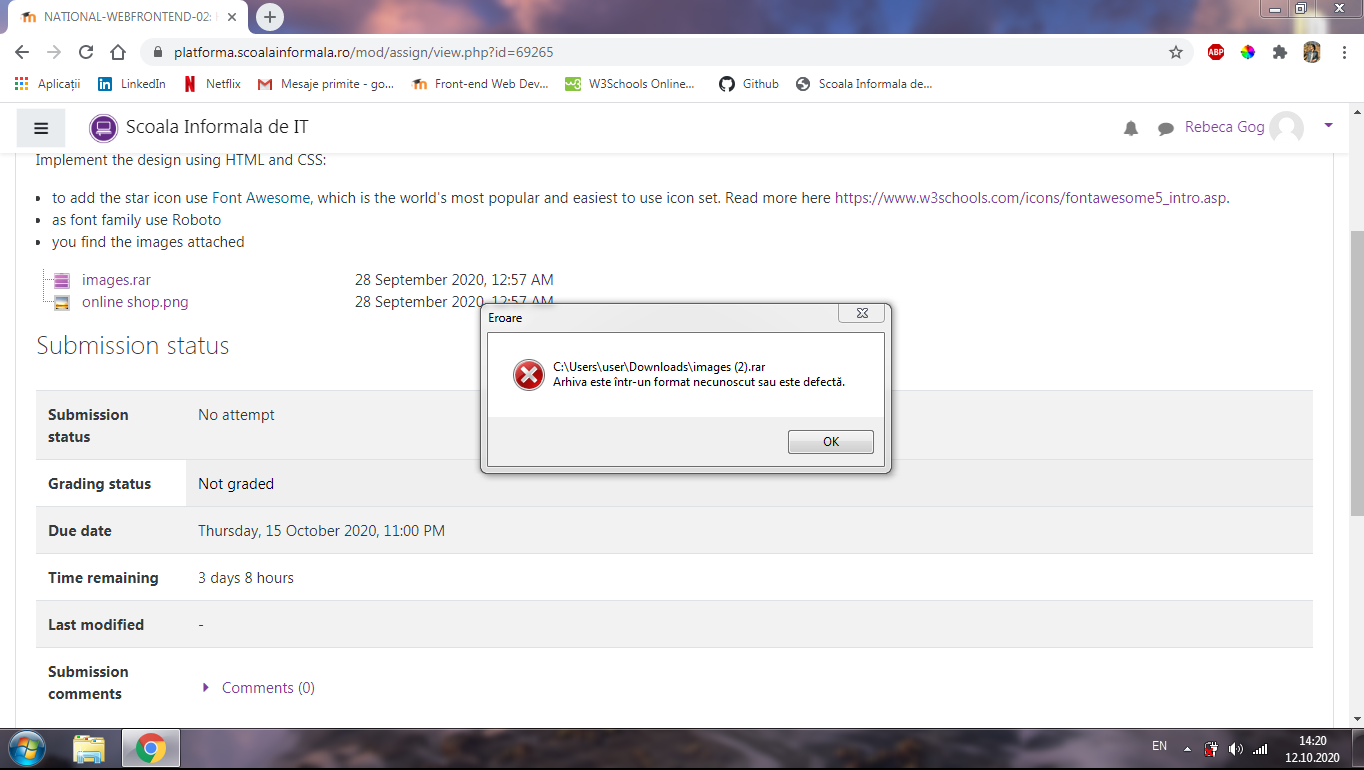 NATIONAL-WEBFRONTEND-02:
platforma.scoalainformala.ro/mod/assign/view.php?id=69265
ABP
Aplicații
LinkedIn
Netflix
Mesaje primite - go...
Front-end Web Dev...
W3Schools Online...
Github
Scoala Informala de...
Scoala Informala de IT
Rebeca Gog
Implement the design using HTML and CSS:
• to add the star icon use Font Awesome, which is the world's most popular and easiest to use icon set. Read more here https://www.w3schools.com/icons/fontawesome5_intro.asp.
• as font family use Roboto
• you find the images attached
images.rar 28 September 2020, 12:57 AM
online shop.png 28 September 2020, 12:57 AM
Eroare
C:\Users\user\Downloads\images (2).rar
Arhiva este într-un format necunoscut sau este defectă.
OK
Submission status
Submission
status
No attempt
Grading status Not graded
Due date Thursday, 15 October 2020, 11:00 PM
Time remaining 3 days 8 hours
Last modified -
Submission
comments
Comments (0)
EN
14:20
12.10.2020